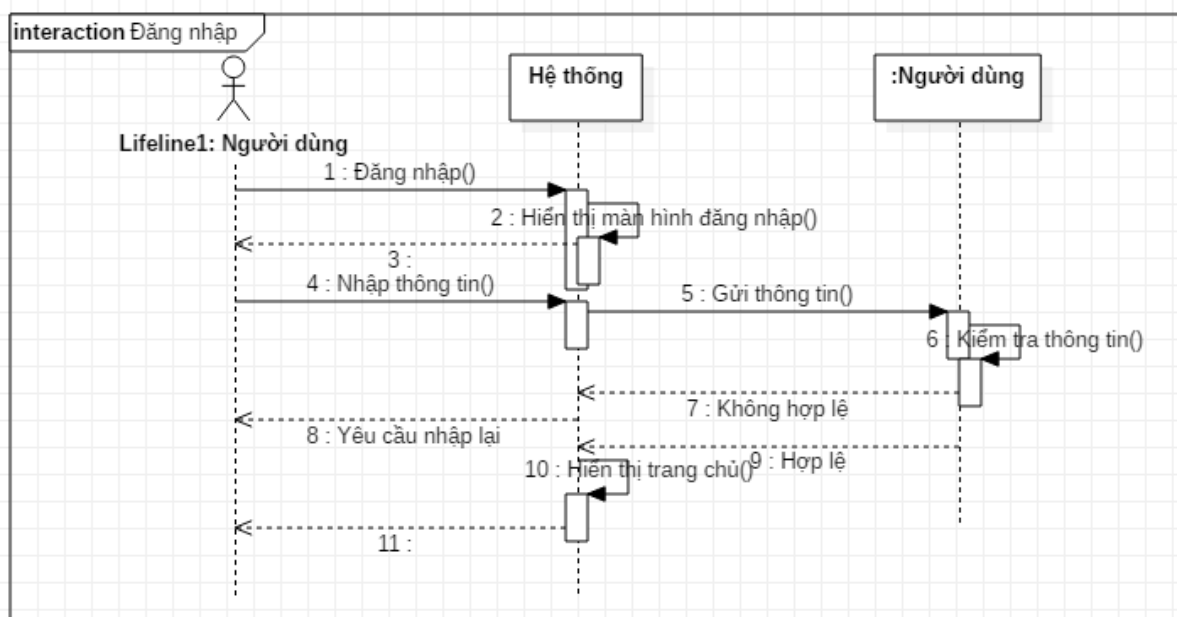 interaction Đăng nhập
Hệ thống
:Người dùng
Lifeline1: Người dùng
1 : Đăng nhập()
2 : Hiển thị màn hình đăng nhập()
3 :
4 : Nhập thông tin()
5 : Gửi thông tin()
6 : Kiểm tra thông tin()
7 : Không hợp lệ
8 : Yêu cầu nhập lại
9 : Hợp lệ
10 : Hiển thị trang chủ()
11 :